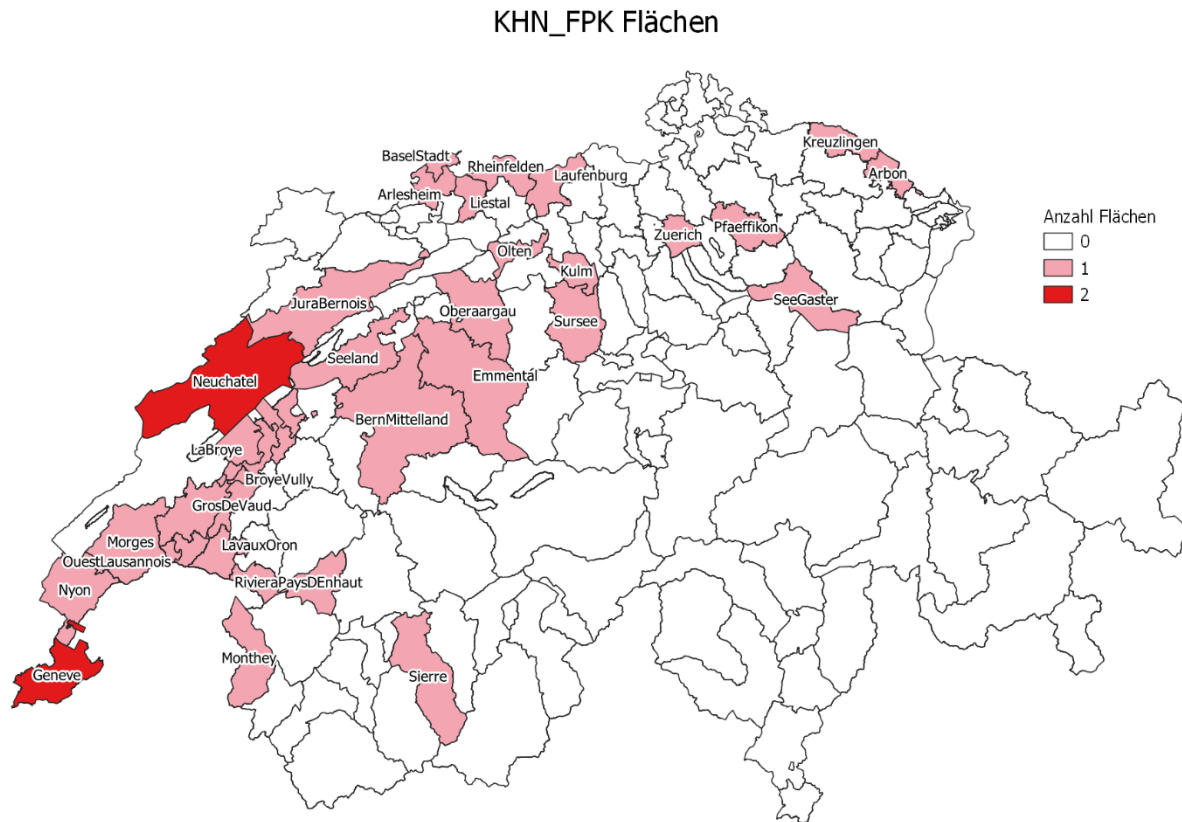 KHN_FPK Flächen
Kreuzlingen
BaselStadt
Rheinfelden
Laufenburg
Arbon
Arlesheim
Liestal
Anzahl Flächen
0
1
2
Zuerich
Pfaeffikon
Olten
Kulm
SeeGaster
JuraBernois
Oberaargau
Sursee
Seeland
Neuchatel
Emmental
BernMittelland
LaBroye
BroyeVully
GrosDeVaud
Morges
LavauxOron
OuestLausannois
RivieraPaysDEnhaut
Nyon
Monthey
Geneve
Sierre